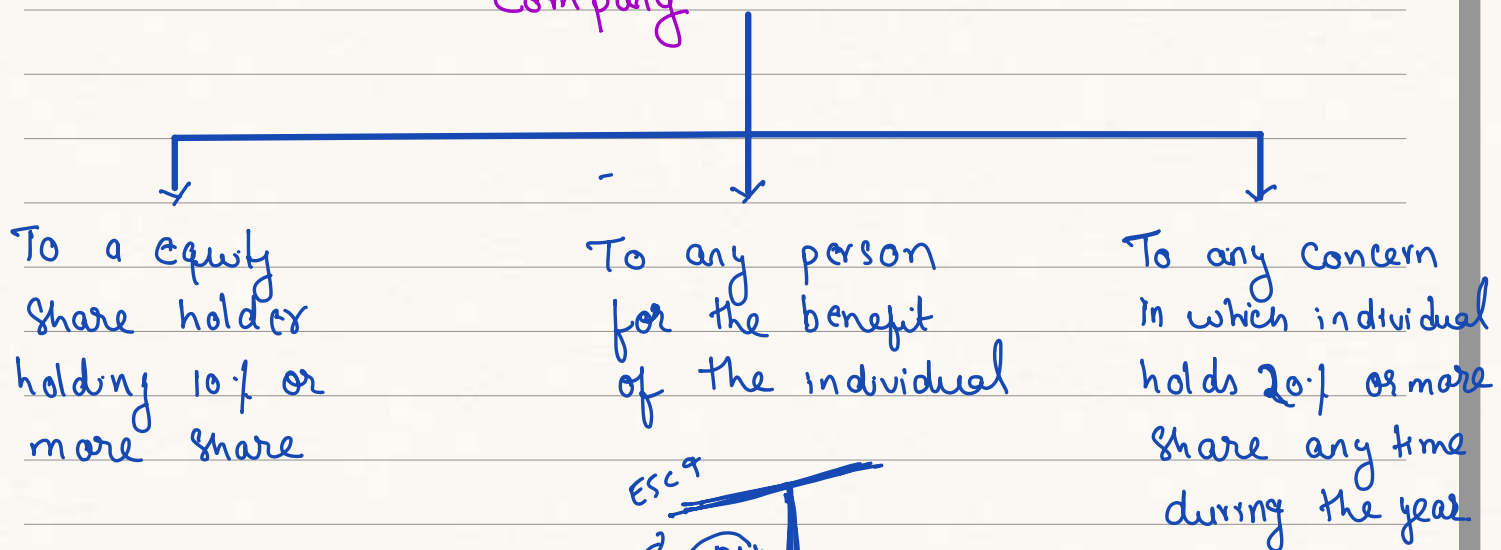 Company
To a equity
share holder
holding 10% or
more share
To any person
for the benefit
of the individual
To any concern
in which individual
holds 20% or more
share any time
during the year